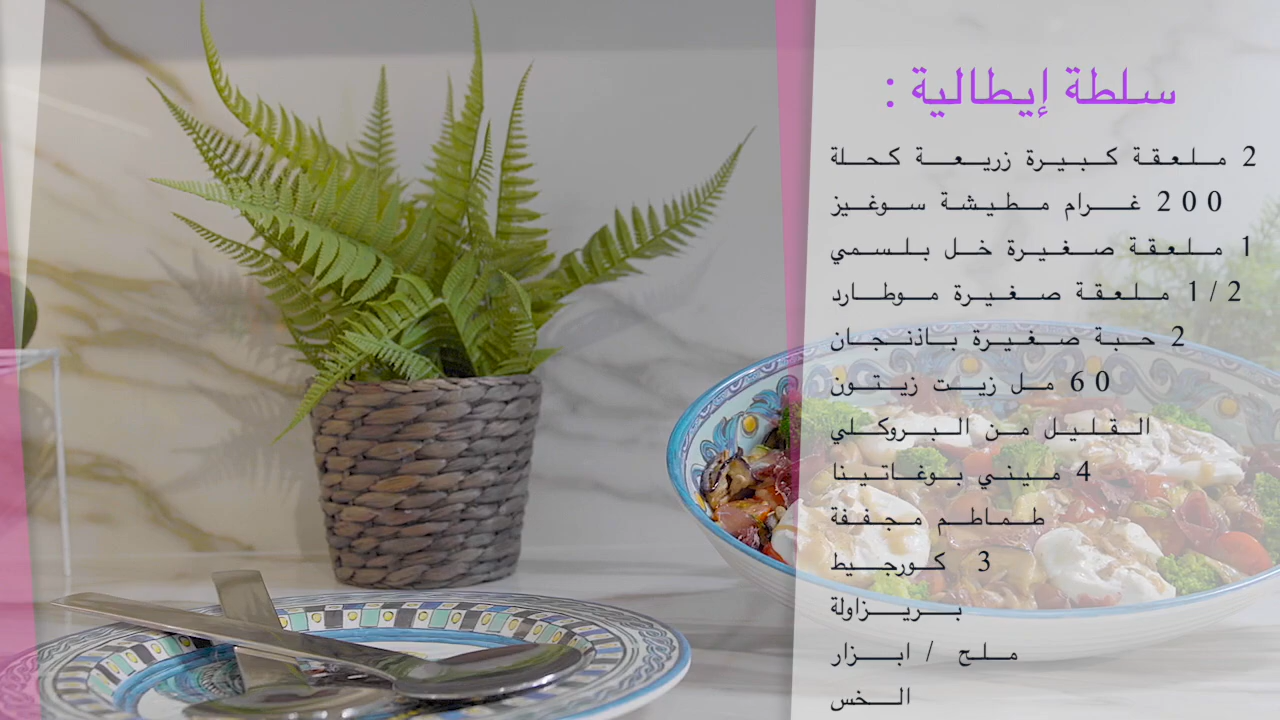 سلطة إيطالية :
2 ملعقة كبيرة زريعة كحلة
200 غرام مطيشة سوغيز
1 ملعقة صغيرة خل بلسمي
1/2 ملعقة صغيرة موطارد
2 حبة صغيرة باذنجان
60 مل زيت زيتون
القليل من البروكلي
4 ميني بوغاتينا
طماطم مجففة
3 كورجيط
بريزاولة
ملح / ابزار
الخس